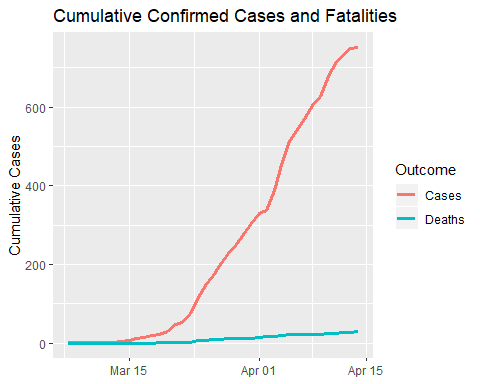 Cumulative Confirmed Cases and Fatalities
Cumulative Cases
600
400
200
0
Mar 15
Apr 01
Apr 15
Outcome
Cases
Deaths